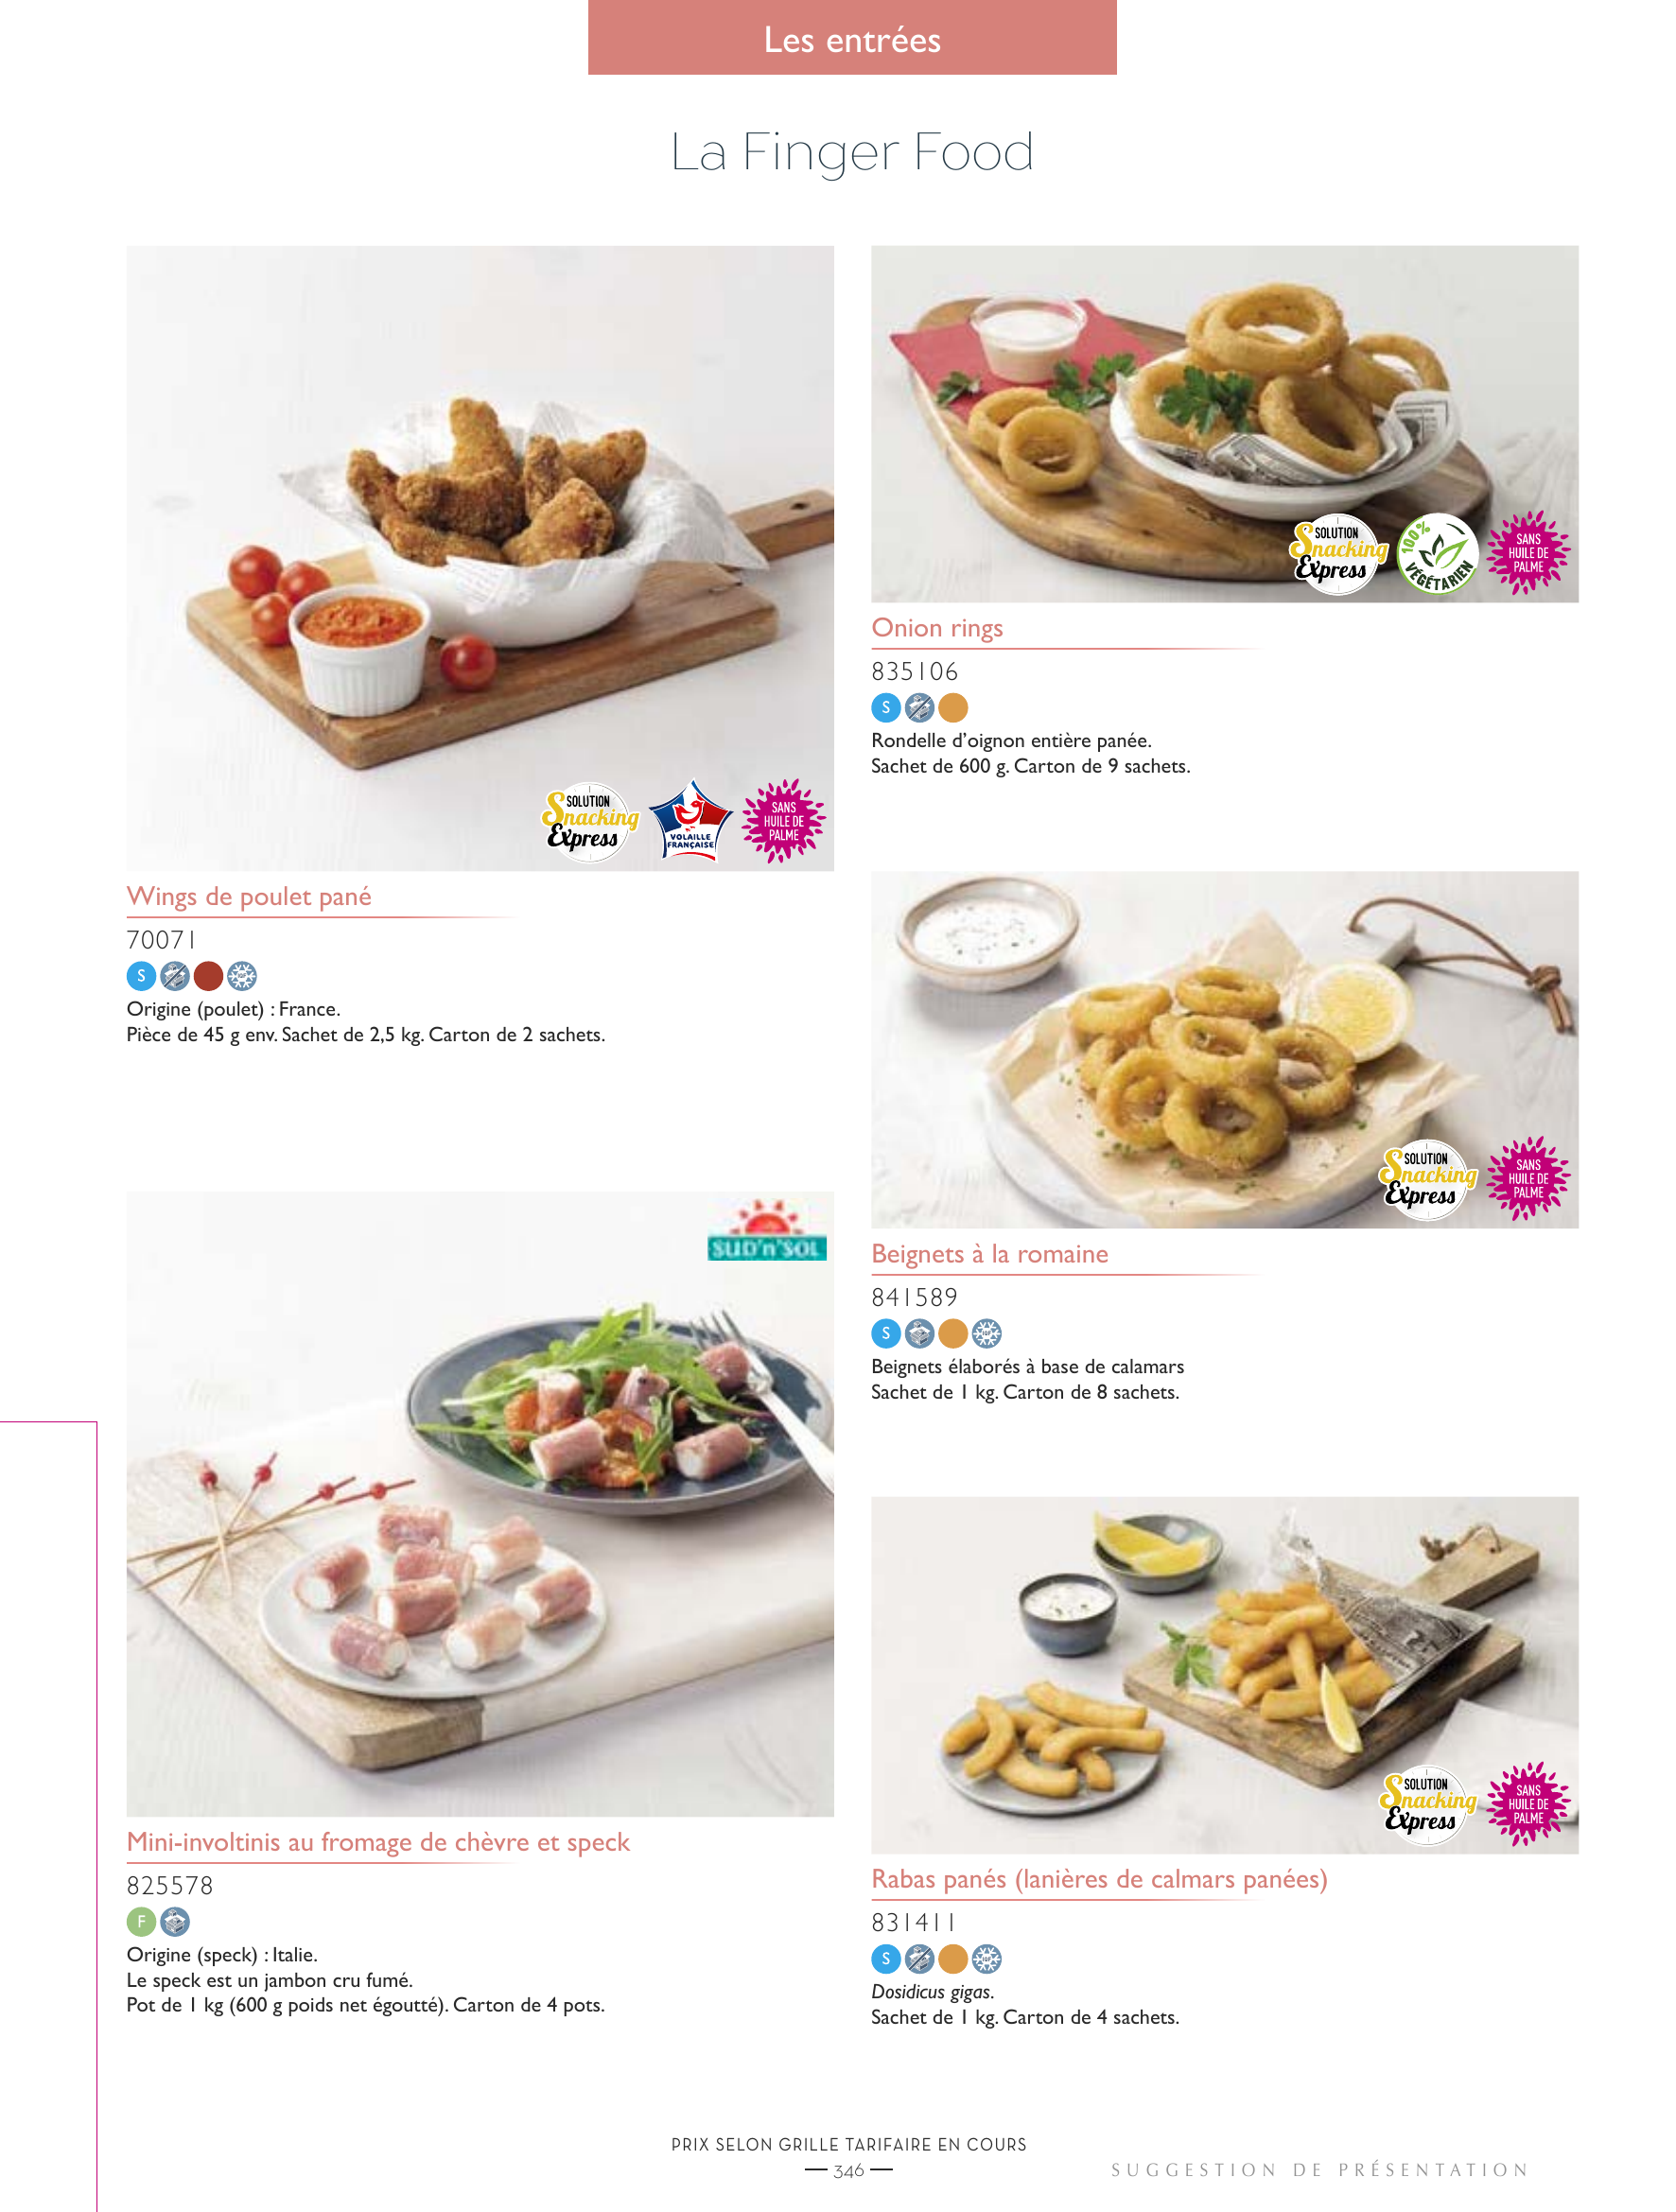 Les entrées
La Finger Food
SOLUTION
Snacking
Express
VOLAILLE
FRANÇAISE
SANS
HUILE DE
PALME
Wings de poulet pané
70071
S
Origine (poulet) : France.
Pièce de 45 g env. Sachet de 2,5 kg. Carton de 2 sachets.
SUD'n'SOL
Mini-involtinis au fromage de chèvre et speck
825578
F
Origine (speck) : Italie.
Le speck est un jambon cru fumé.
Pot de 1 kg (600 g poids net égoutté). Carton de 4 pots.
SOLUTION
Snacking
Express
100%
VÉGÉTARIEN
SANS
HUILE DE
PALME
Onion rings
835106
S
Rondelle d’oignon entière panée.
Sachet de 600 g. Carton de 9 sachets.
SOLUTION
Snacking
Express
SANS
HUILE DE
PALME
Beignets à la romaine
841589
S
Beignets élaborés à base de calamars
Sachet de 1 kg. Carton de 8 sachets.
SOLUTION
Snacking
Express
SANS
HUILE DE
PALME
Rabas panés (lanières de calmars panées)
831411
S
Dosidicus gigas.
Sachet de 1 kg. Carton de 4 sachets.
PRIX SELON GRILLE TARIFAIRE EN COURS
346
SUGGESTION DE PRÉSENTATION